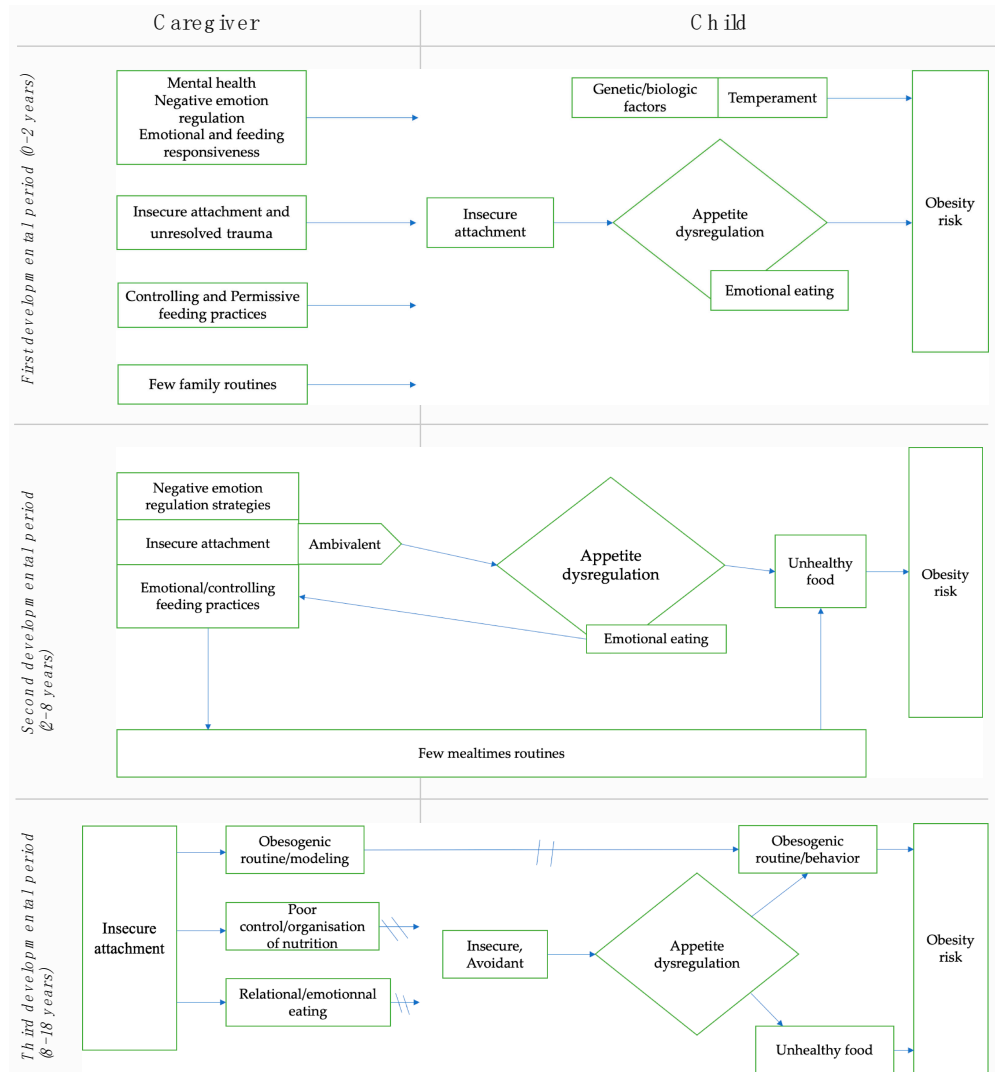 Caregiver
Child
First developmental period (0–2 years)
Mental health
Negative emotion
regulation
Emotional and feeding
responsiveness
Genetic/biologic
factors
Temperament
Insecure attachment and
unresolved trauma
Insecure
attachment
Appetite
dysregulation
Emotional eating
Obesity
risk
Controlling and Permissive
feeding practices
Few family routines
Second developmental period
(2–8 years)
Negative emotion
regulation strategies
Insecure attachment
Ambivalent
Emotional/controlling
feeding practices
Appetite
dysregulation
Emotional eating
Unhealthy
food
Obesity
risk
Few mealtimes routines
Third developmental period
(8–18 years)
Insecure
attachment
Obesogenic
routine/modeling
Poor
control/organisation
of nutrition
Relational/emotionnal
eating
Insecure,
Avoidant
Appetite
dysregulation
Obesogenic
routine/behavior
Unhealthy food
Obesity
risk